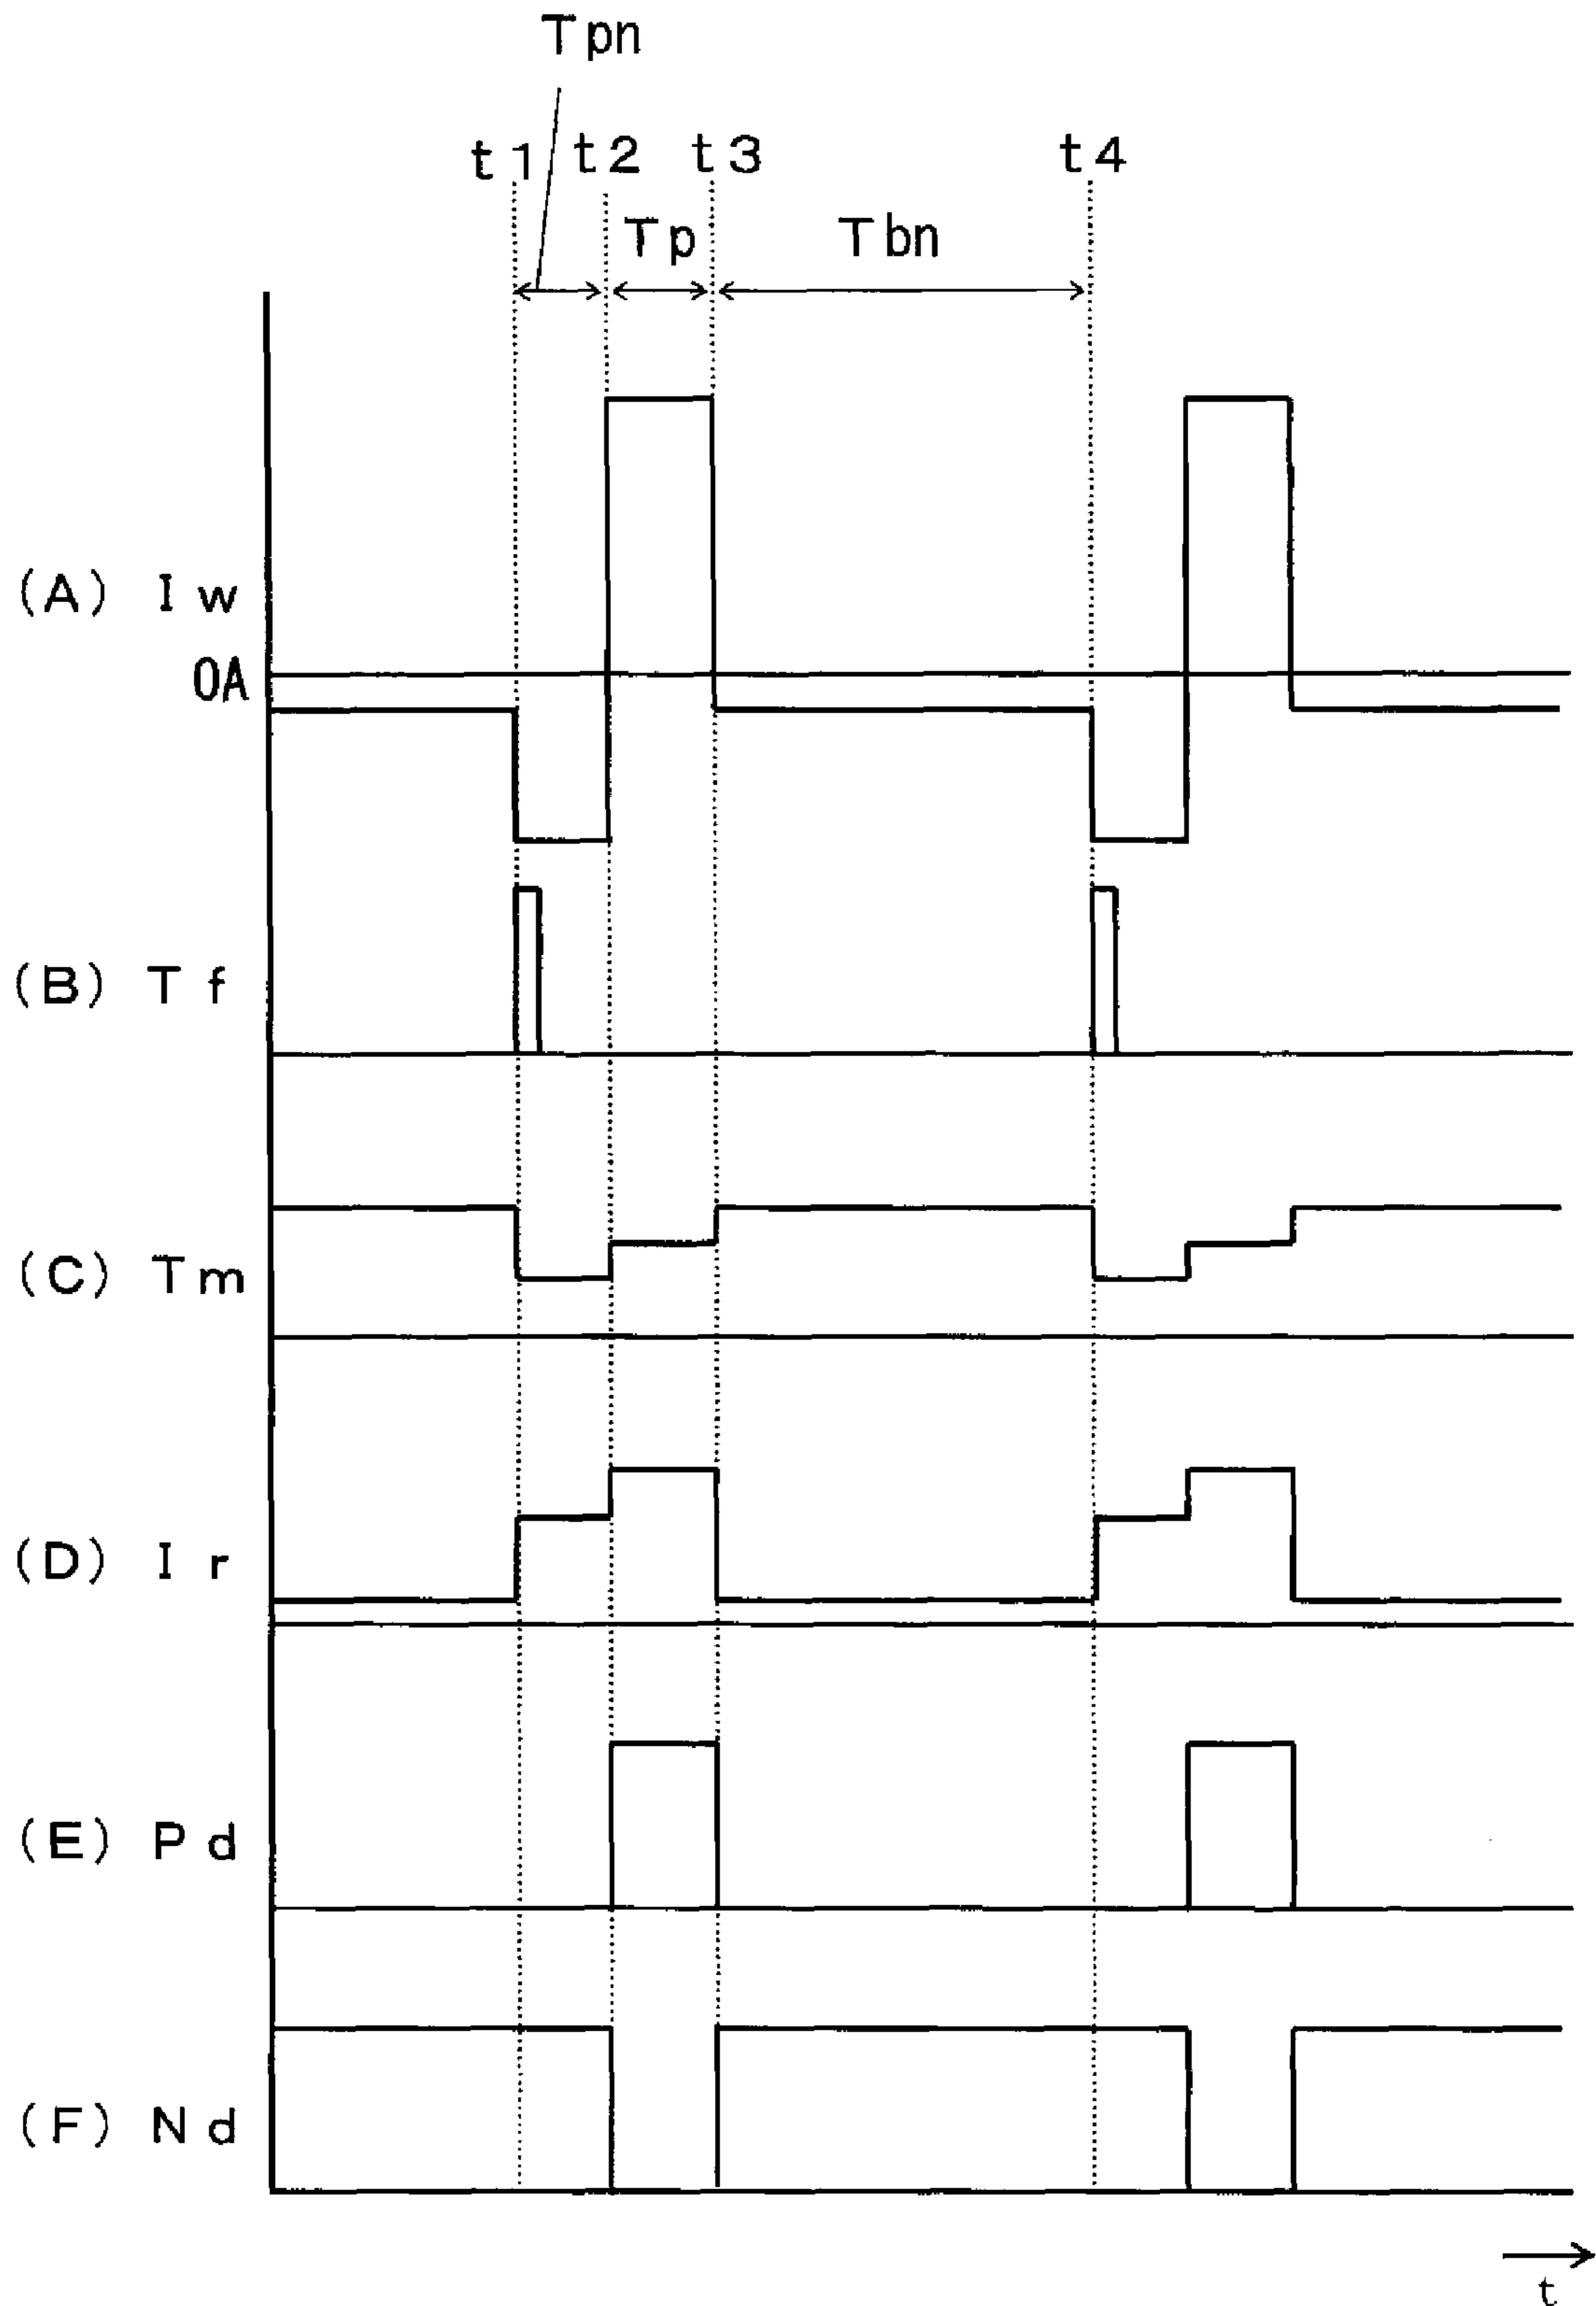 Tpn
t1 t2 t3 t4
Tp Tbn
(A) Iw
0A
(B) Tf
(C) Tm
(D) Ir
(E) Pd
(F) Nd
t